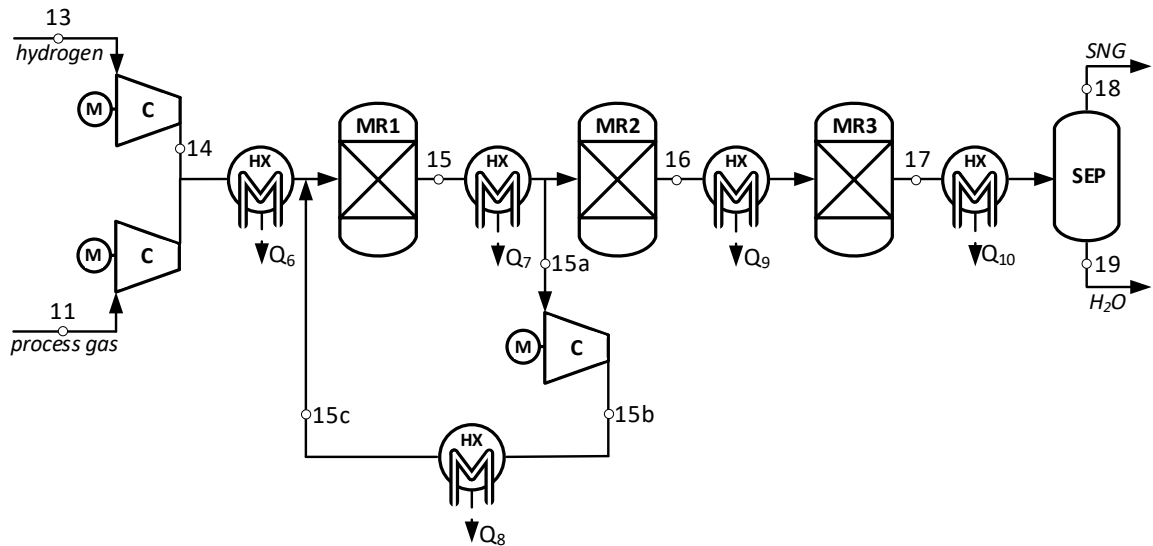 13
hydrogen
M
C
14
HX
Q6
M
C
11
process gas
MR1
15
HX
Q7
15a
M
C
15c
15b
HX
Q8
MR2
16
HX
Q9
MR3
17
HX
Q10
SNG
18
SEP
19
H2O